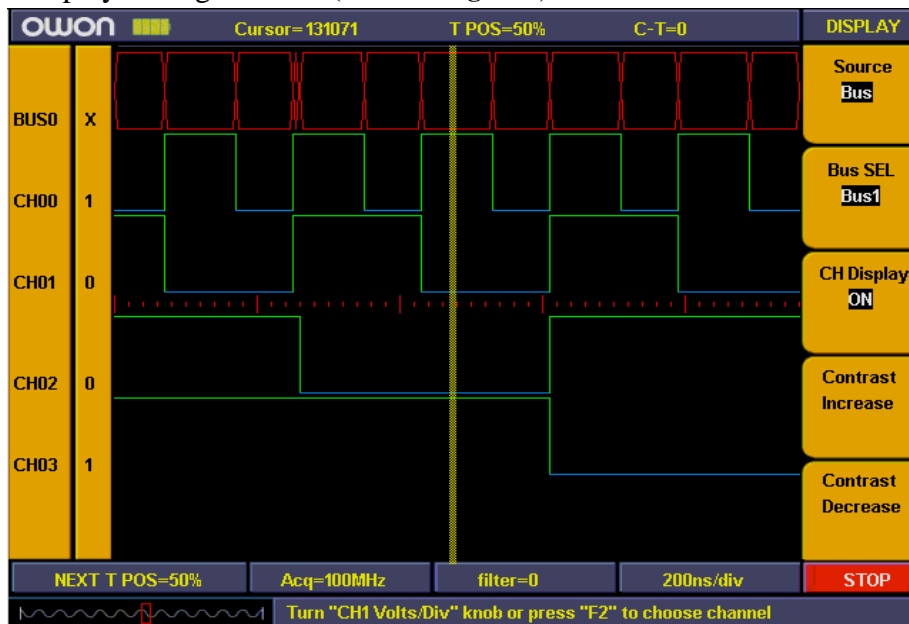 owon Cursor=131071 T POS=50% C-T=0 DISPLAY
Source
Bus
BUS0 X
Bus SEL
Bus1
CH00 1
CH Display
ON
CH01 0
CH02 0
Contrast
Increase
CH03 1
Contrast
Decrease
NEXT T POS=50% Acq=100MHz filter=0 200ns/div STOP
Turn "CH1 Volts/Div" knob or press "F2" to choose channel